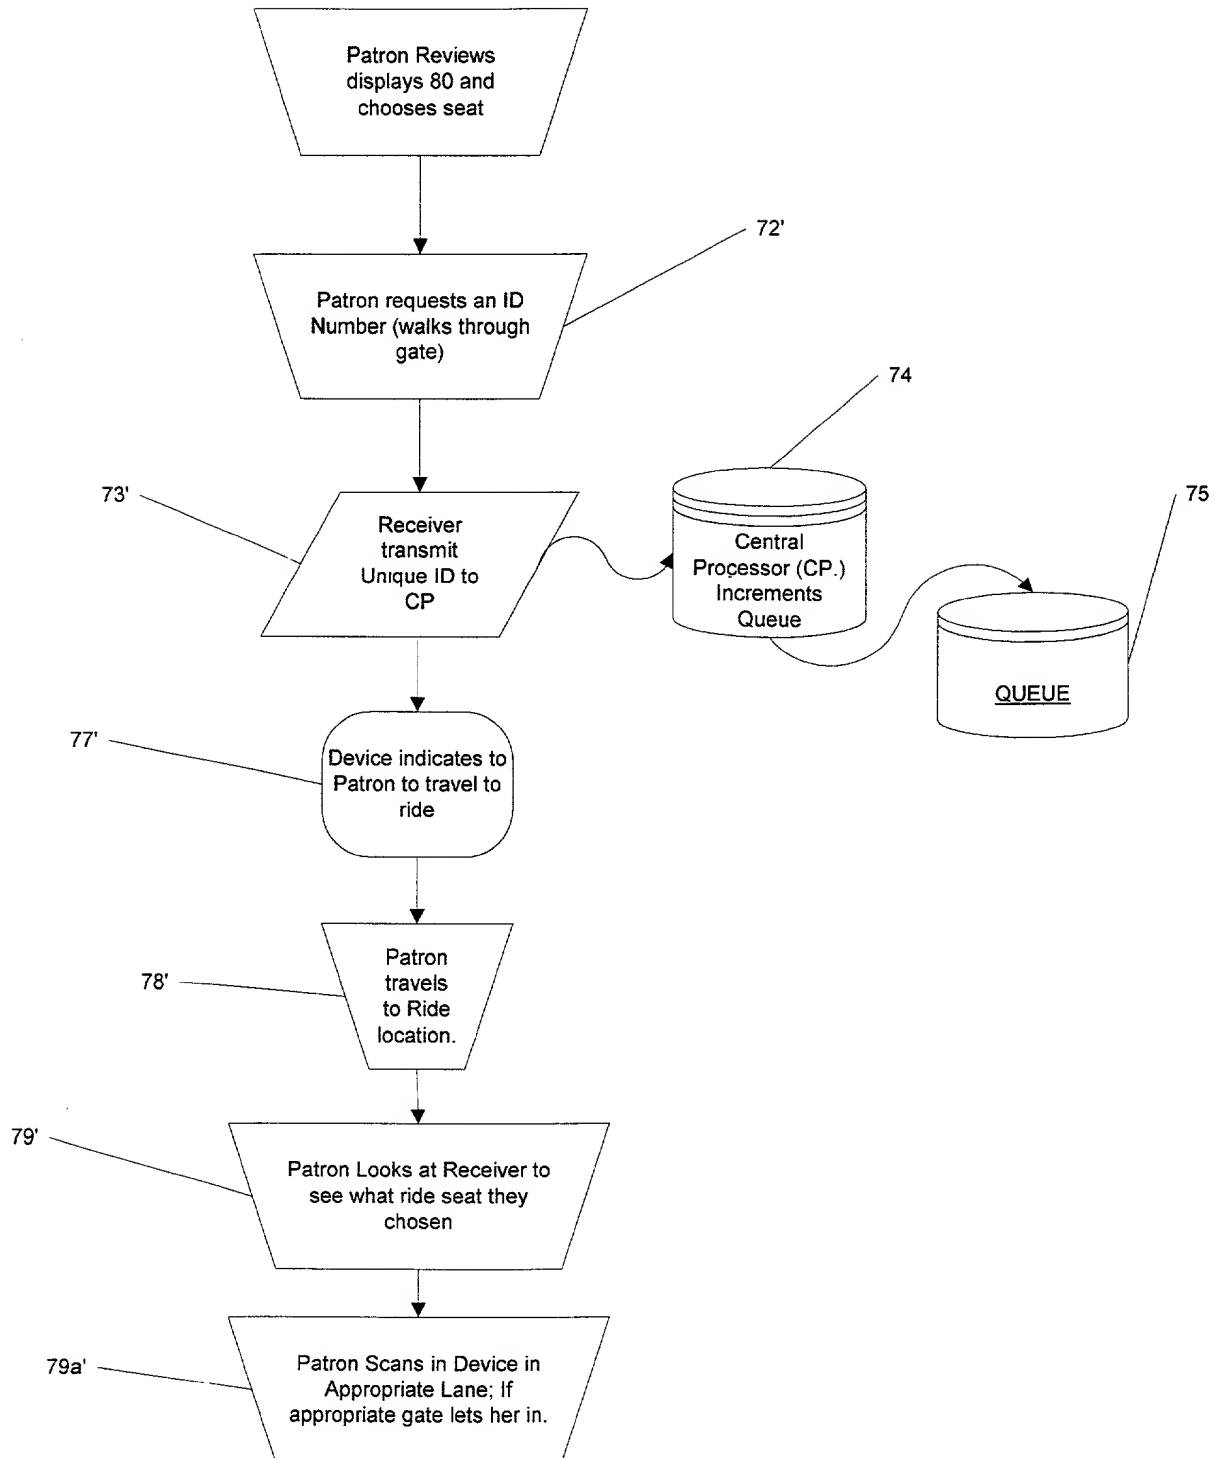 Patron Reviews
displays 80 and
chooses seat
72'
Patron requests an ID
Number (walks through
gate)
74
73'
Receiver
transmit
Unique ID to
CP
75
Central
Processor (CP.)
Increments
Queue
QUEUE
77'
Device indicates to
Patron to travel to
ride
78'
Patron
travels
to Ride
location.
79'
Patron Looks at Receiver to
see what ride seat they
chosen
79a'
Patron Scans in Device in
Appropriate Lane; If
appropriate gate lets her in.